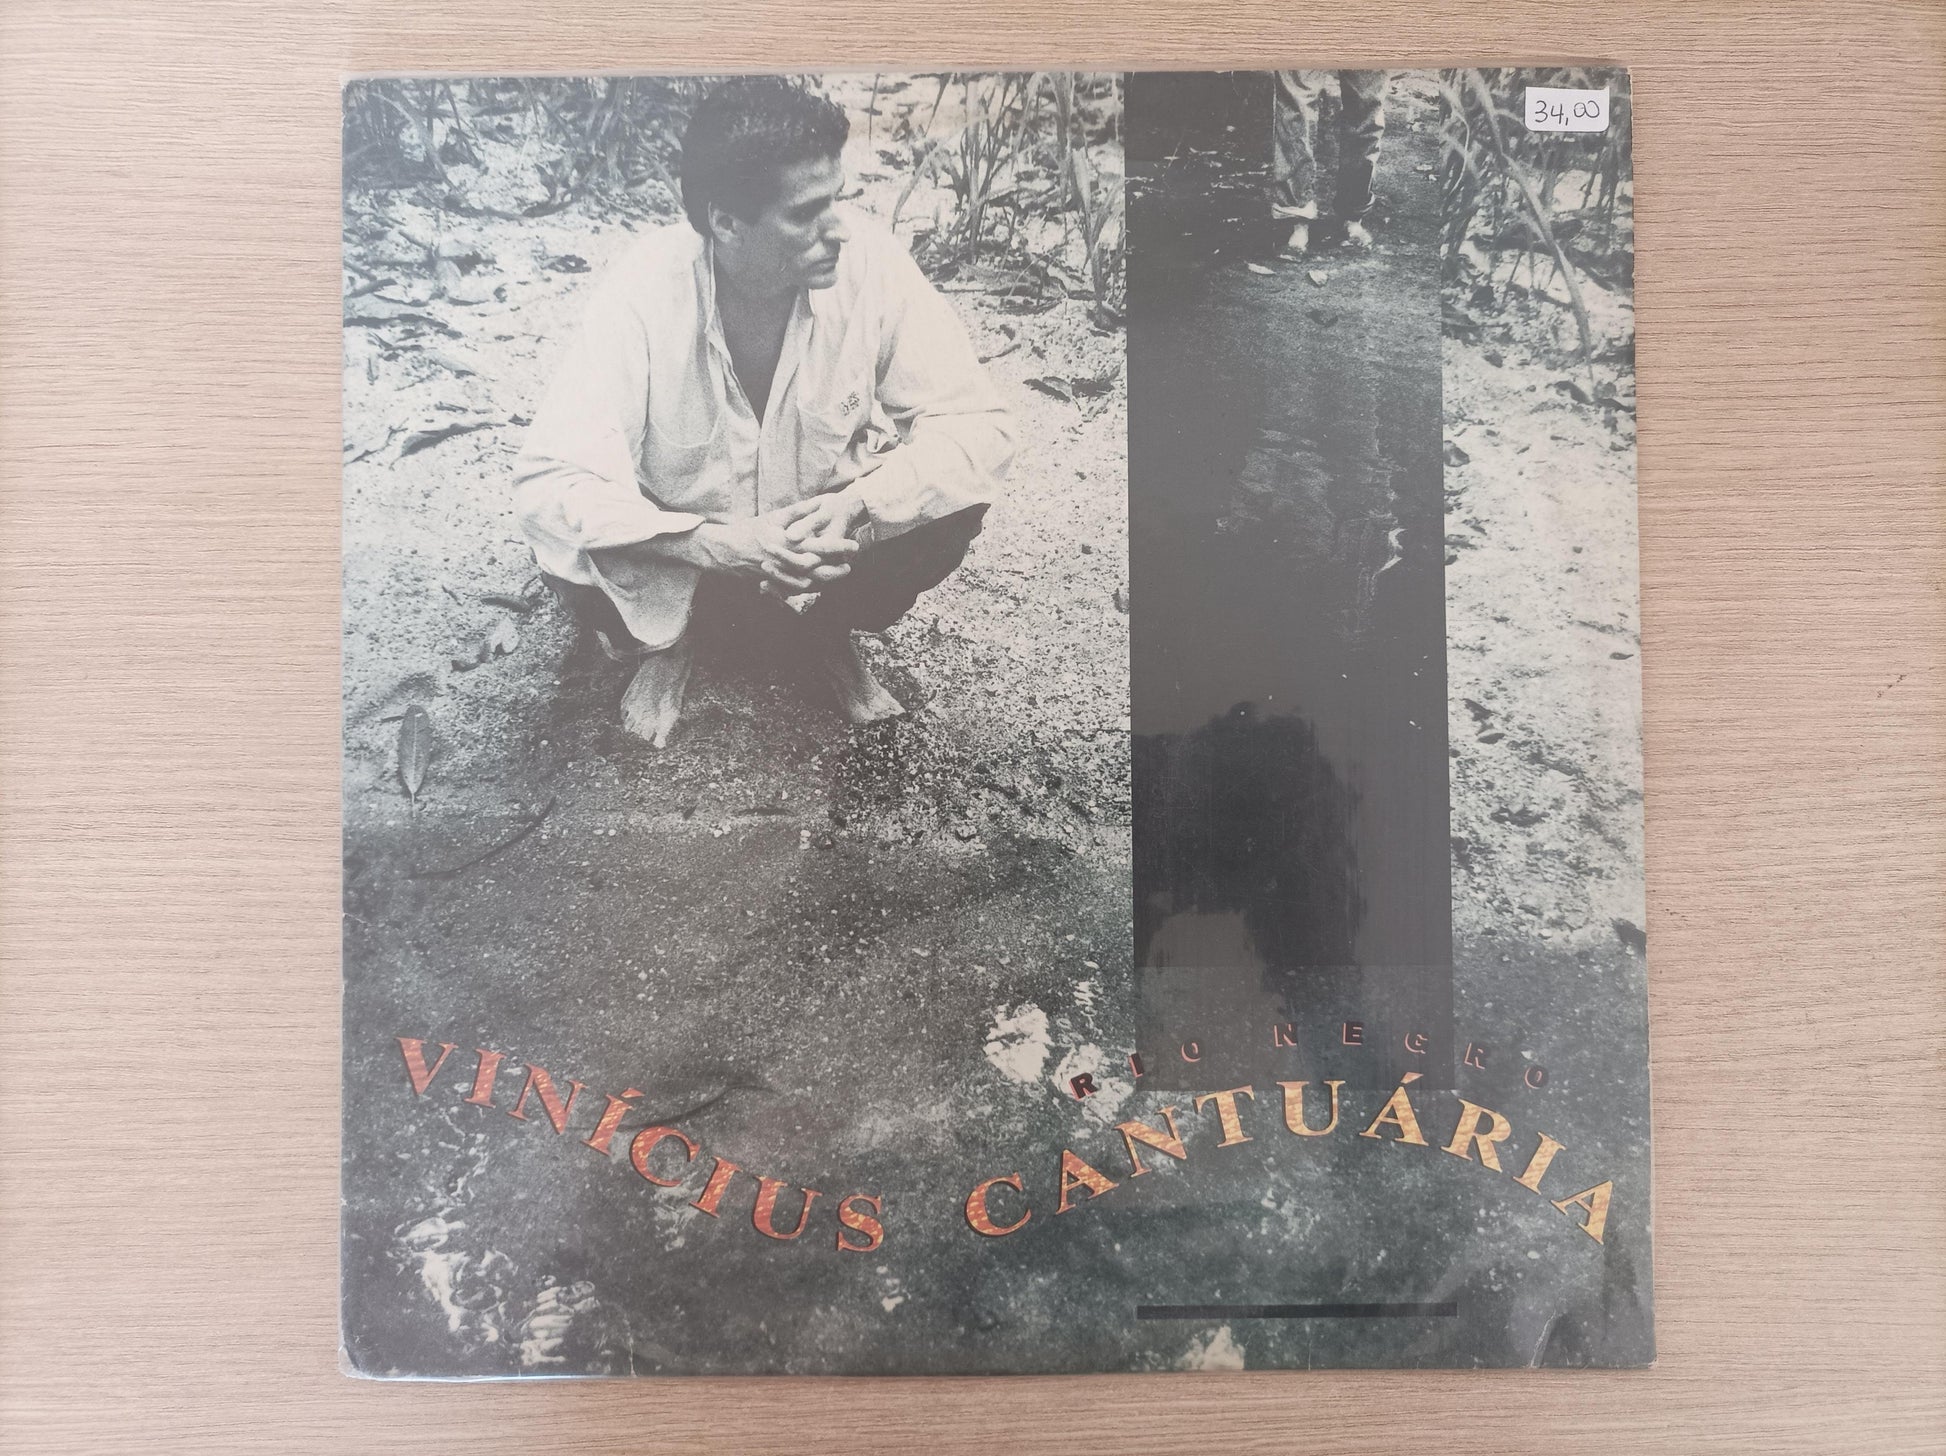 34,00
RIO NEGRO
VINÍCIUS CANTUÁRIA